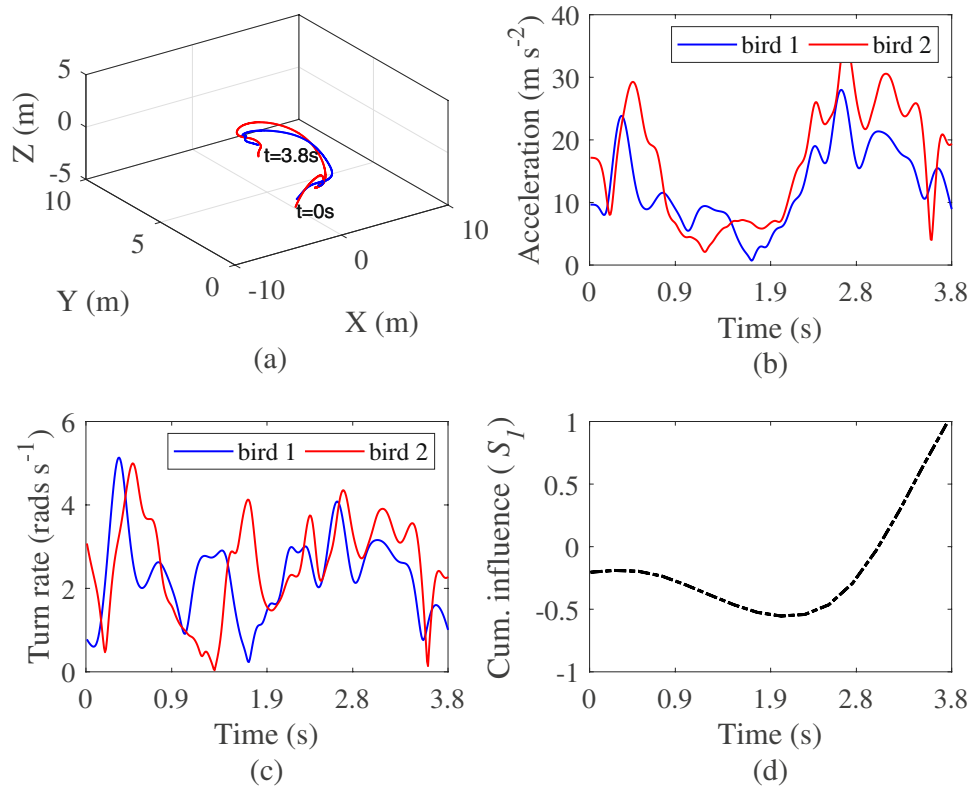 5
0
-5
Z (m)
10
5
0
Y (m)
-10
0
10
X (m)
t=3.8s
t=0s
(a)
40
30
20
10
0
Acceleration (m s-2)
bird 1 bird 2
0 0.9 1.9 2.8 3.8
Time (s)
(b)
6
4
2
0
Turn rate (rads s-1)
bird 1 bird 2
0 0.9 1.9 2.8 3.8
Time (s)
(c)
1
0.5
0
-0.5
-1
Cum. influence ( S1)
0 0.9 1.9 2.8 3.8
Time (s)
(d)